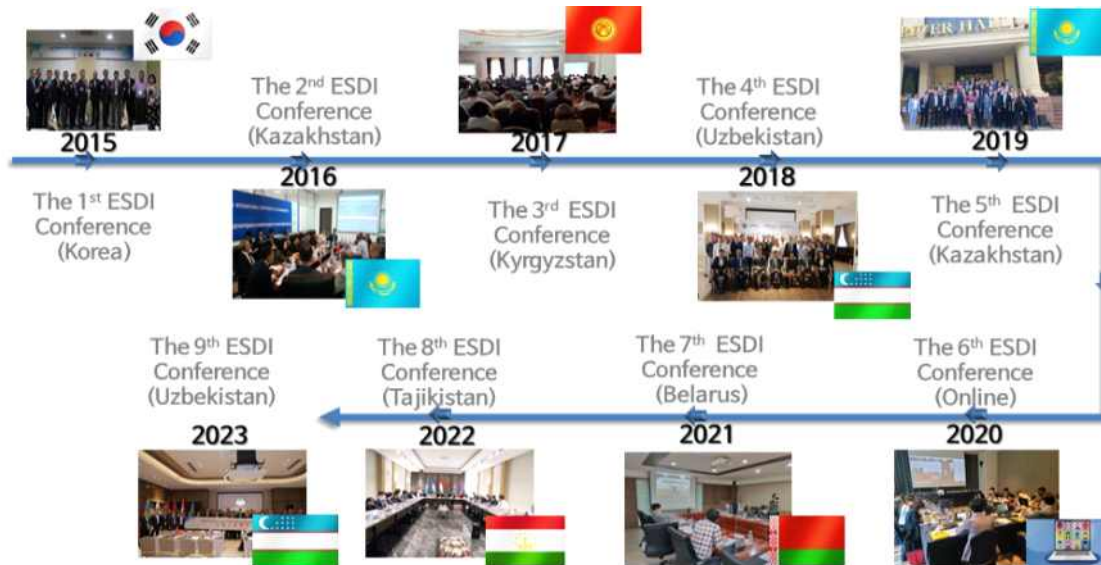 2015
The 1st ESDI
Conference
(Korea)
The 2nd ESDI
Conference
(Kazakhstan)
2016
2017
The 3rd ESDI
Conference
(Kyrgyzstan)
The 4th ESDI
Conference
(Uzbekistan)
2018
2019
The 5th ESDI
Conference
(Kazakhstan)
The 6th ESDI
Conference
(Online)
2020
The 7th ESDI
Conference
(Belarus)
2021
The 8th ESDI
Conference
(Tajikistan)
2022
The 9th ESDI
Conference
(Uzbekistan)
2023